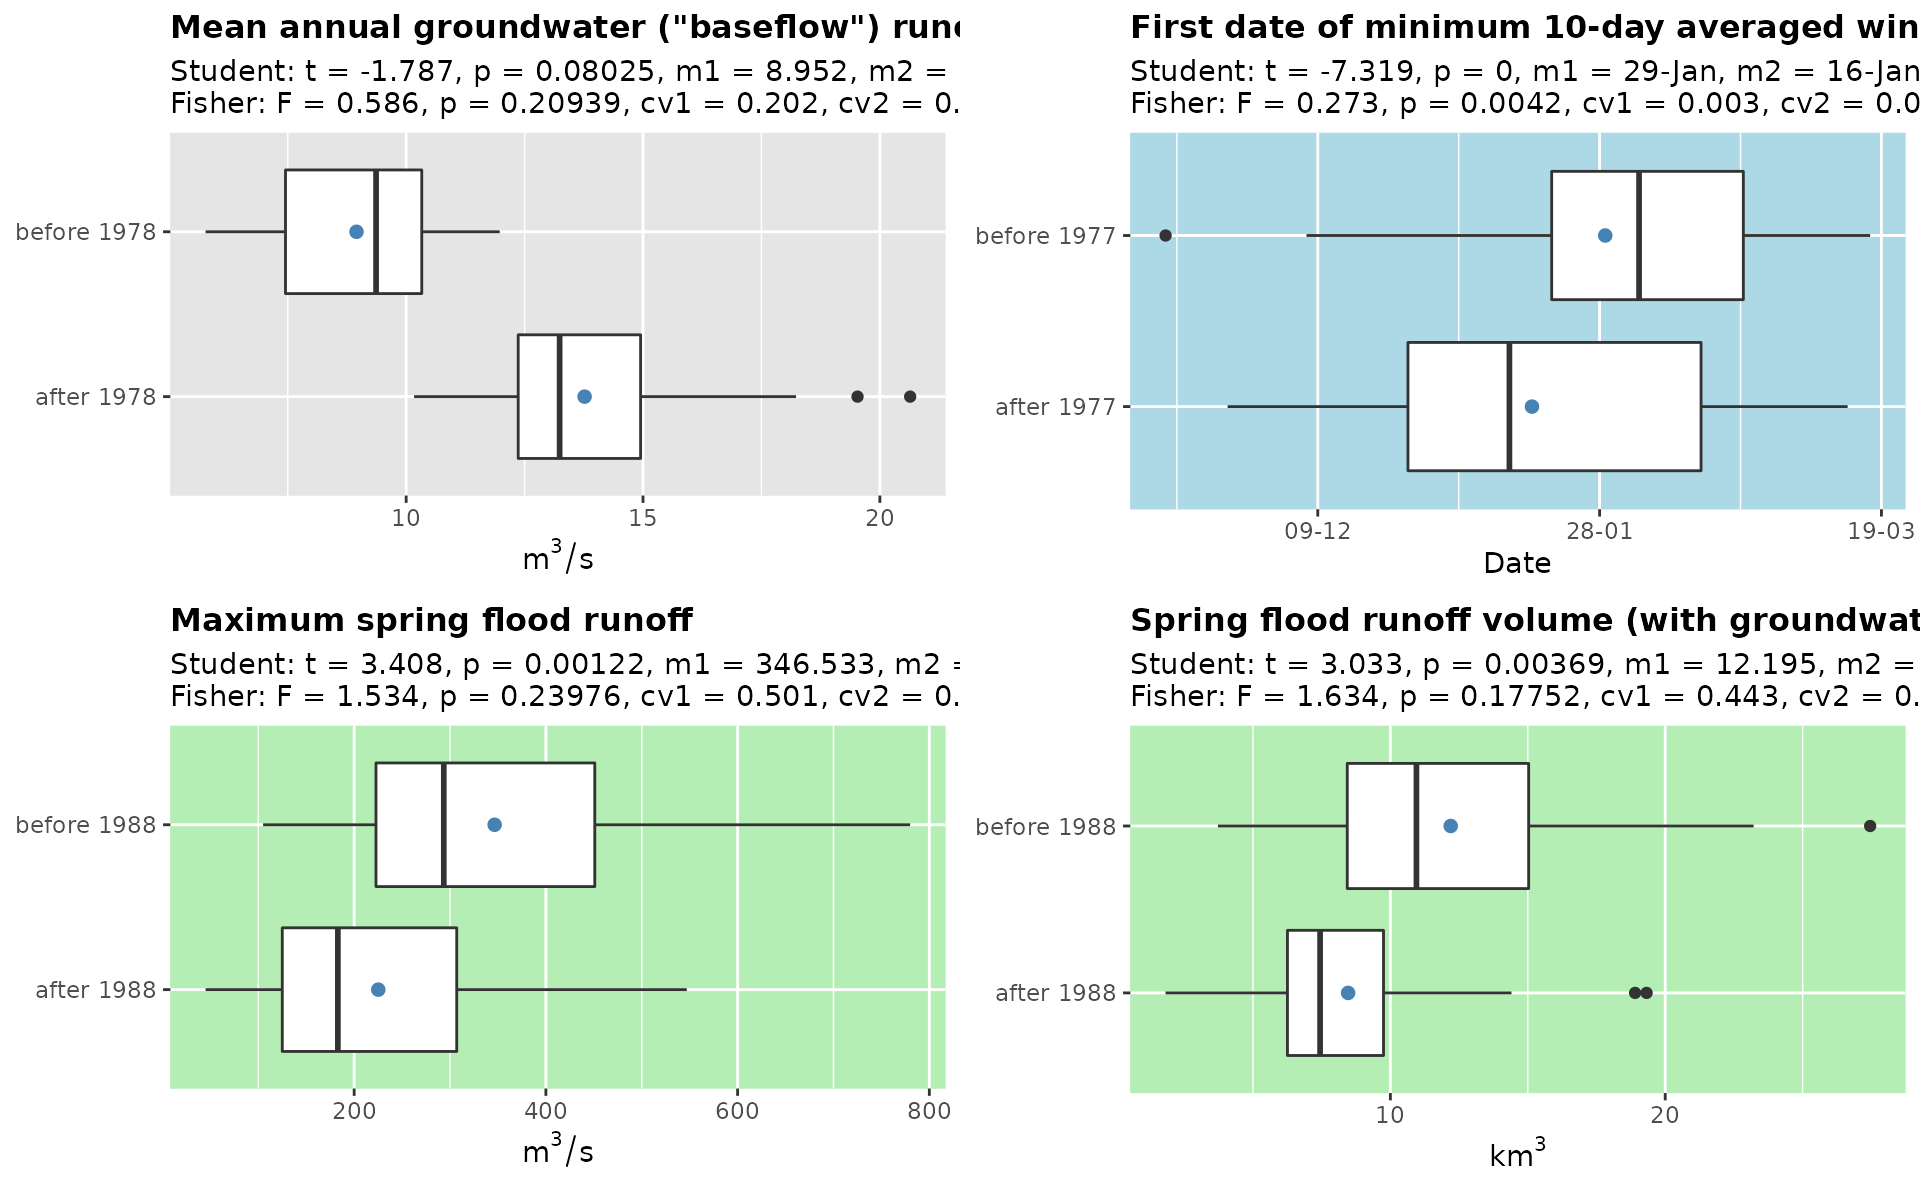 Mean annual groundwater ("baseflow")
Student: t = -1.787, p = 0.08025, m1 = 8.952, m2 =
Fisher: F = 0.586, p = 0.20939, cv1 = 0.202, cv2 = 0.
before 1978
after 1978
10 15 20
m³/s
First date of minimum 10-day averaged win
Student: t = -7.319, p = 0, m1 = 29-Jan, m2 = 16-Jan
Fisher: F = 0.273, p = 0.0042, cv1 = 0.003, cv2 = 0.0
before 1977
after 1977
09-12 28-01 19-03
Date
Maximum spring flood runoff
Student: t = 3.408, p = 0.00122, m1 = 346.533, m2 =
Fisher: F = 1.534, p = 0.23976, cv1 = 0.501, cv2 = 0.
before 1988
after 1988
200 400 600 800
m³/s
Spring flood runoff volume (with groundwat
Student: t = 3.033, p = 0.00369, m1 = 12.195, m2 =
Fisher: F = 1.634, p = 0.17752, cv1 = 0.443, cv2 = 0.
before 1988
after 1988
10 20
km³